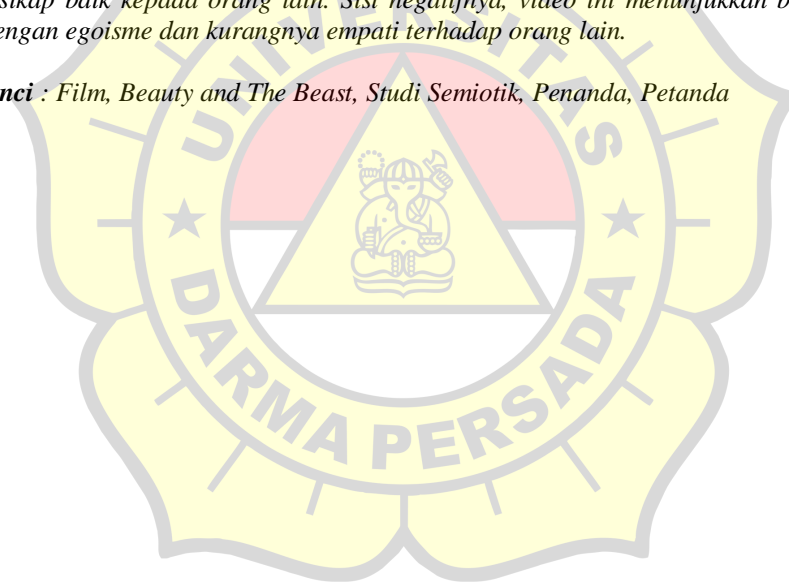 sikap baik kepada orang lain. Sisi negatifnya, video ini menunjukkan b
engan egoisme dan kurangnya empati terhadap orang lain.
nci : Film, Beauty and The Beast, Studi Semiotik, Penanda, Petanda
UNIVERSITAS
DARMA PERSADA